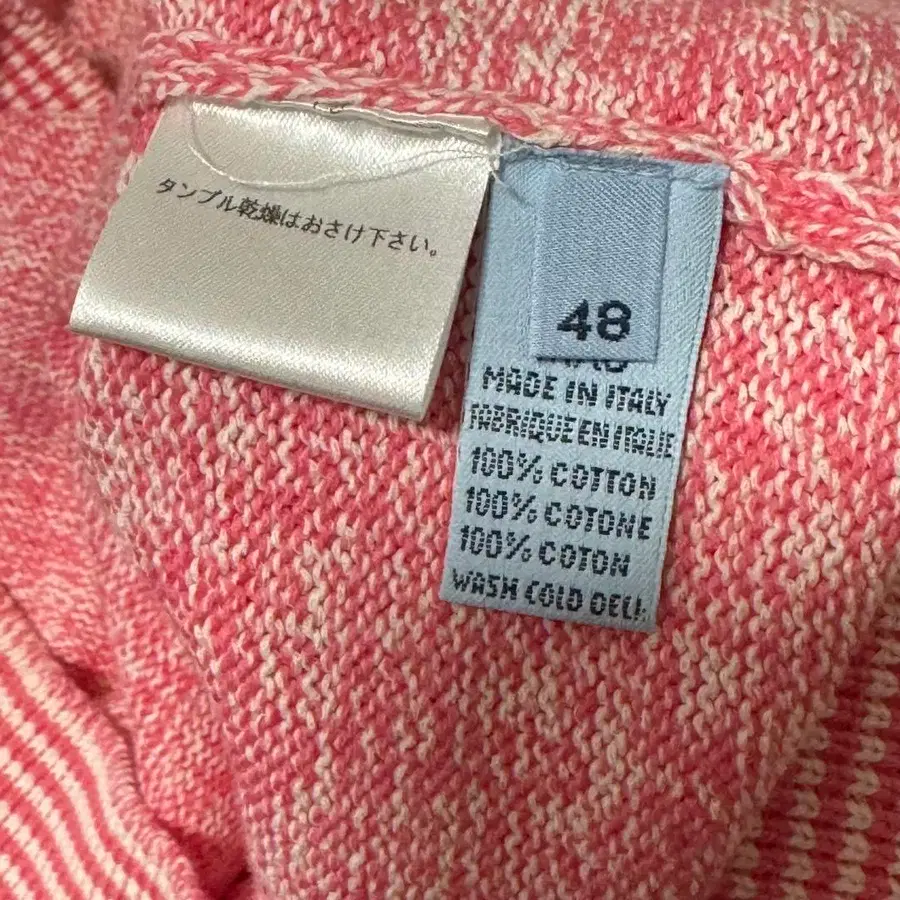 タンブル乾燥はおさけ下さい。
48
MADE IN ITALY
FABRIQUE EN ITALIE
100% COTTON
100% COTONE
100% COTON
WASH COLD DELI